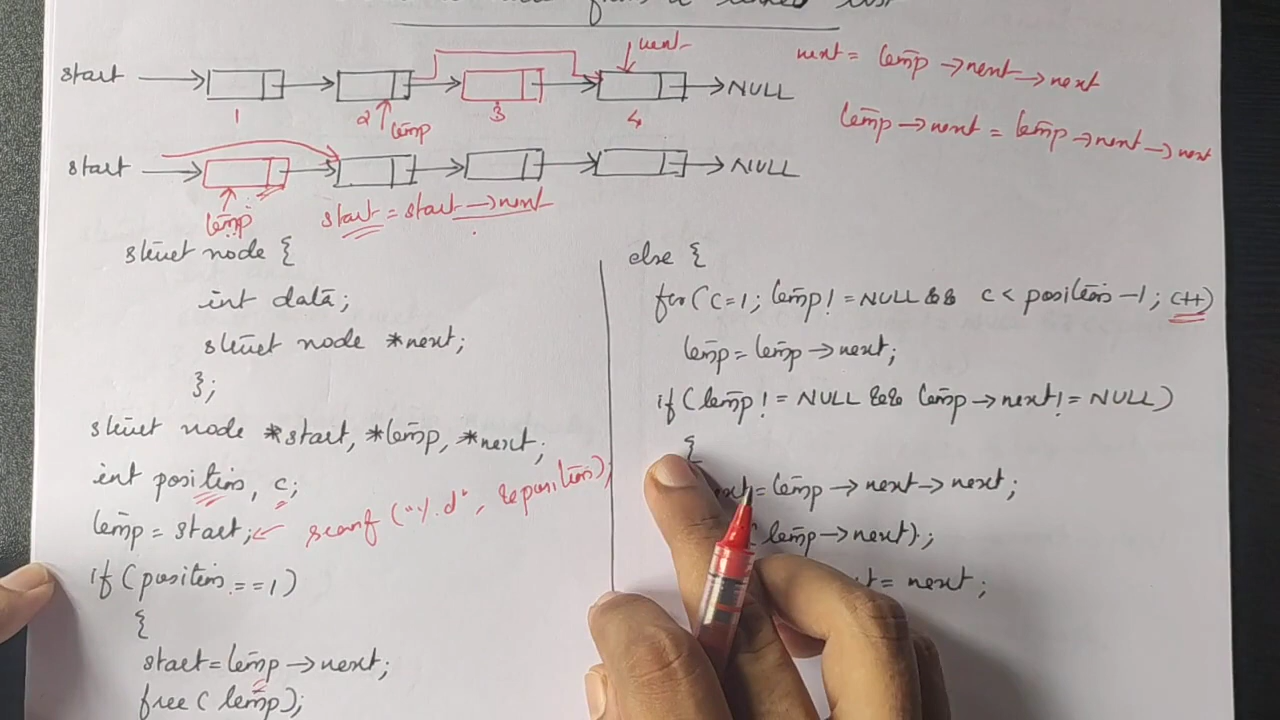 a linked list
start NULL
1 2 3 4
temp
next
next = temp → next → next
temp → next = temp → next → next
start NULL
temp
start = start → next
struct node {
int data;
struct node *next;
};
struct node *start, *temp, *next;
int position, c;
temp = start; ← scanf ("%d", &position);
if (position == 1)
{
start = temp → next;
free ( temp);
else {
for ( C=1; temp! = NULL && C < position -1; C++)
temp = temp → next;
if ( temp! = NULL && temp → next! = NULL)
{
= temp → next → next;
temp → next);
= next ;